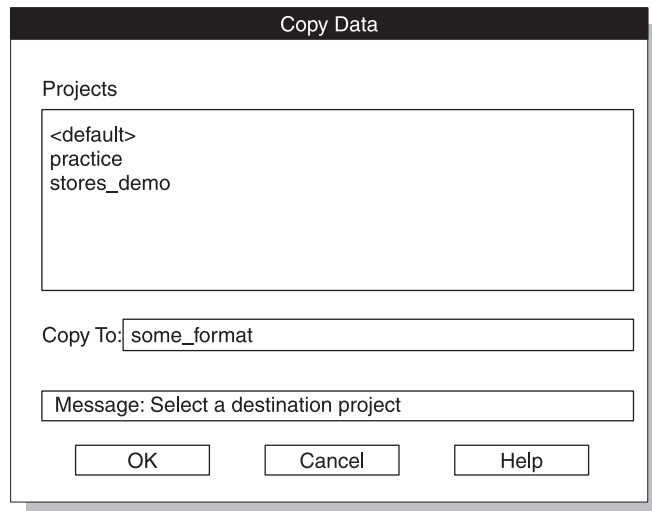 Copy Data
Projects
<default>
practice
stores_demo
Copy To: some_format
Message: Select a destination project
OK Cancel Help